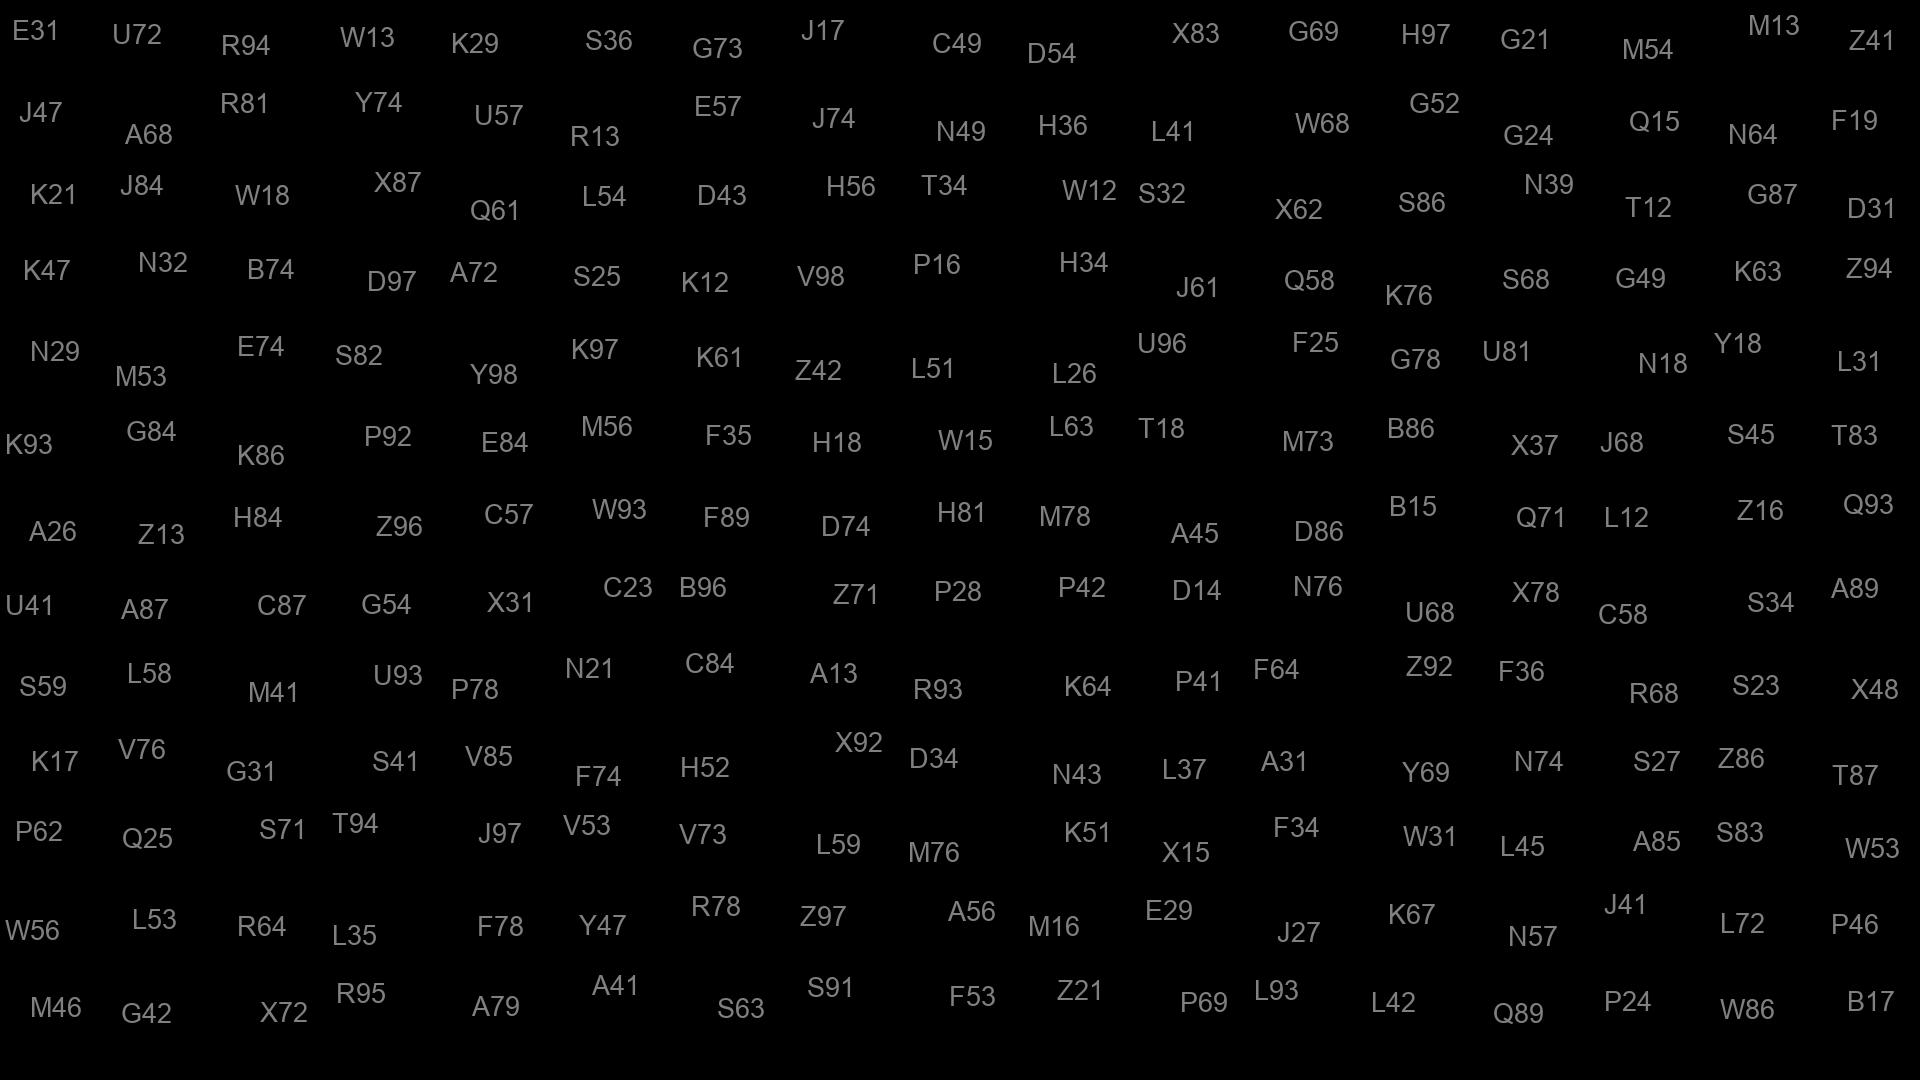 E31 U72 R94 W13 K29 S36 G73 J17 C49 D54 X83 G69 H97 G21 M54 M13 Z41
J47 A68 R81 Y74 U57 R13 E57 J74 N49 H36 L41 W68 G52 G24 Q15 N64 F19
K21 J84 W18 X87 Q61 L54 D43 H56 T34 W12 S32 X62 S86 N39 T12 G87 D31
K47 N32 B74 D97 A72 S25 K12 V98 P16 H34 J61 Q58 K76 S68 G49 K63 Z94
N29 M53 E74 S82 Y98 K97 K61 Z42 L51 L26 U96 F25 G78 U81 N18 Y18 L31
K93 G84 K86 P92 E84 M56 F35 H18 W15 L63 T18 M73 B86 X37 J68 S45 T83
A26 Z13 H84 Z96 C57 W93 F89 D74 H81 M78 A45 D86 B15 Q71 L12 Z16 Q93
U41 A87 C87 G54 X31 C23 B96 Z71 P28 P42 D14 N76 U68 X78 C58 S34 A89
S59 L58 M41 U93 P78 N21 C84 A13 R93 K64 P41 F64 Z92 F36 R68 S23 X48
K17 V76 G31 S41 V85 F74 H52 X92 D34 N43 L37 A31 Y69 N74 S27 Z86 T87
P62 Q25 S71 T94 J97 V53 V73 L59 M76 K51 X15 F34 W31 L45 A85 S83 W53
W56 L53 R64 L35 F78 Y47 R78 Z97 A56 M16 E29 J27 K67 N57 J41 L72 P46
M46 G42 X72 R95 A79 A41 S63 S91 F53 Z21 P69 L93 L42 Q89 P24 W86 B17